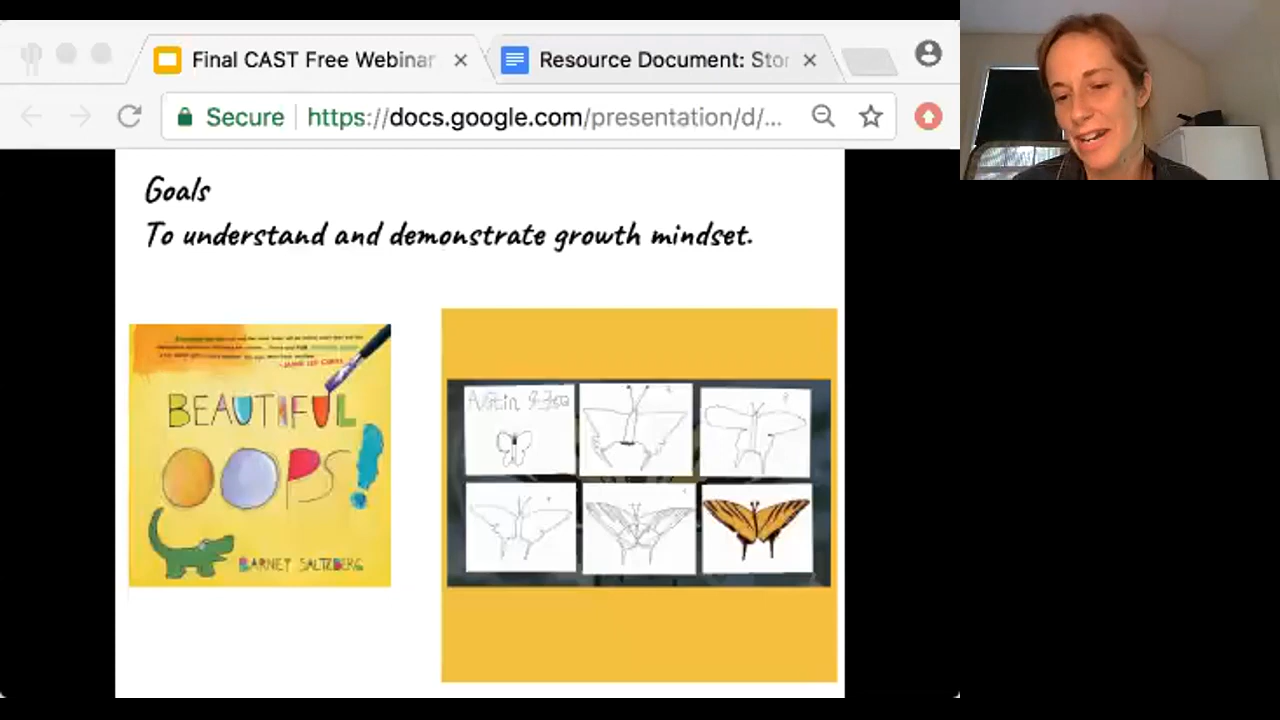 Final CAST Free Webinar
Resource Document: Stor
Secure
https://docs.google.com/presentation/d/...
Goals
To understand and demonstrate growth mindset.
BEAUTIFUL
OOPS!
BARNEY SALTZBERG
Austin